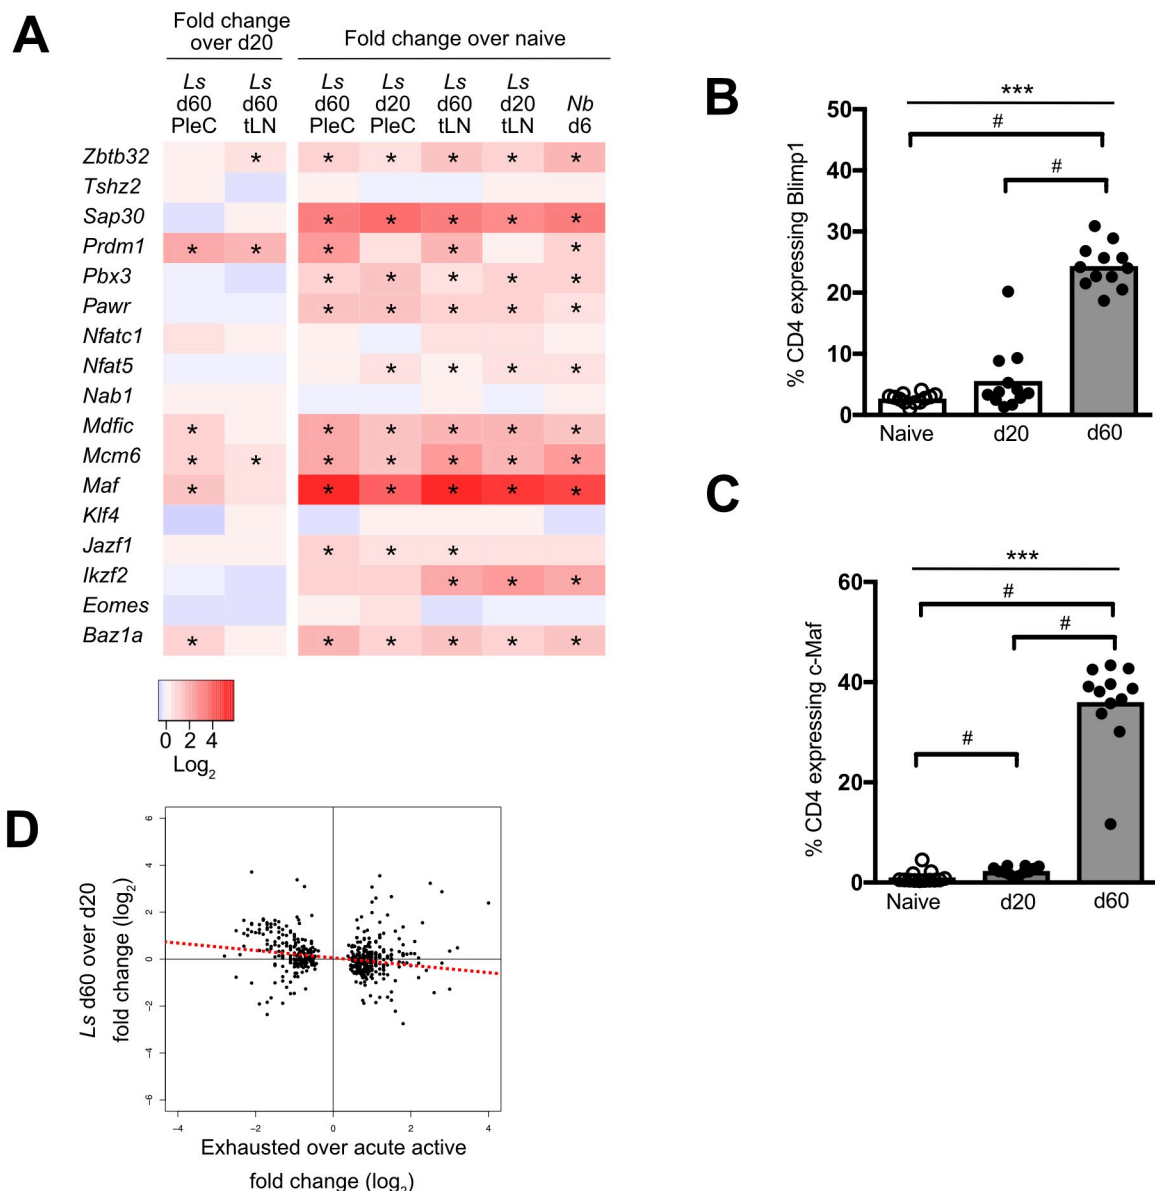 A
Fold change
over d20
Fold change over naive
Ls
d60
PleC
Ls
d60
tLN
Ls
d60
PleC
Ls
d20
PleC
Ls
d60
tLN
Ls
d20
tLN
Nb
d6
Zbtb32 * * * * * *
Tshz2
Sap30 * * * * *
Prdm1 * * * * *
Pbx3 * * * * *
Pawr * * * * *
Nfatc1
Nfat5 * * * *
Nab1
Mdfic * * * * * *
Mcm6 * * * * * * *
Maf * * * * * *
Klf4
Jazf1 * * *
Ikzf2 * * *
Eomes
Baz1a * * * * * *
0 2 4
Log2
B
% CD4 expressing Blimp1
50
40
30
20
10
0
***
#
#
Naive d20 d60
C
% CD4 expressing c-Maf
60
40
20
0
***
#
#
#
Naive d20 d60
D
Ls d60 over d20
fold change (log2)
6
4
2
0
−2
−4
−6
−4 −2 0 2 4
Exhausted over acute active
fold change (log2)